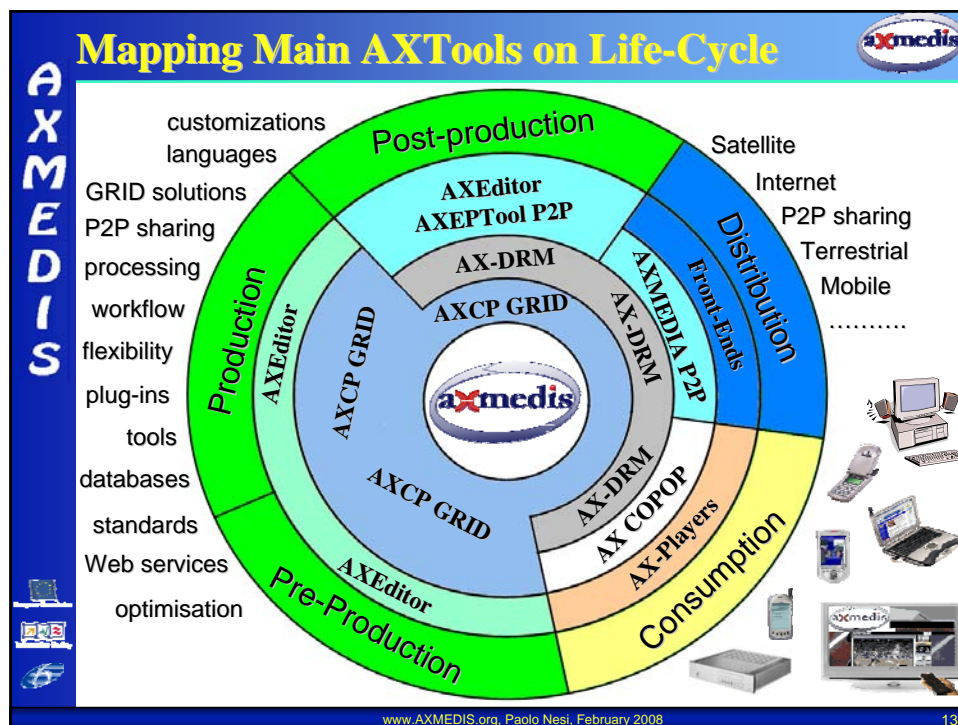 Mapping Main AXTools on Life-Cycle
axmedis
AXMEDIS
customizations
languages
GRID solutions
P2P sharing
processing
workflow
flexibility
plug-ins
tools
databases
standards
Web services
optimisation
Post-production
AXEditor
AXEPTool P2P
AX-DRM
AXCP GRID
Production
AXEditor
AXCP GRID
axmedis
Pre-Production
AXEditor
AXCP GRID
Distribution
Front-Ends
AXMEDIA P2P
AX-DRM
Consumption
AX-Players
AX COPOP
AX-DRM
Satellite
Internet
P2P sharing
Terrestrial
Mobile
..........
axmedis
www.AXMEDIS.org, Paolo Nesi, February 2008
13